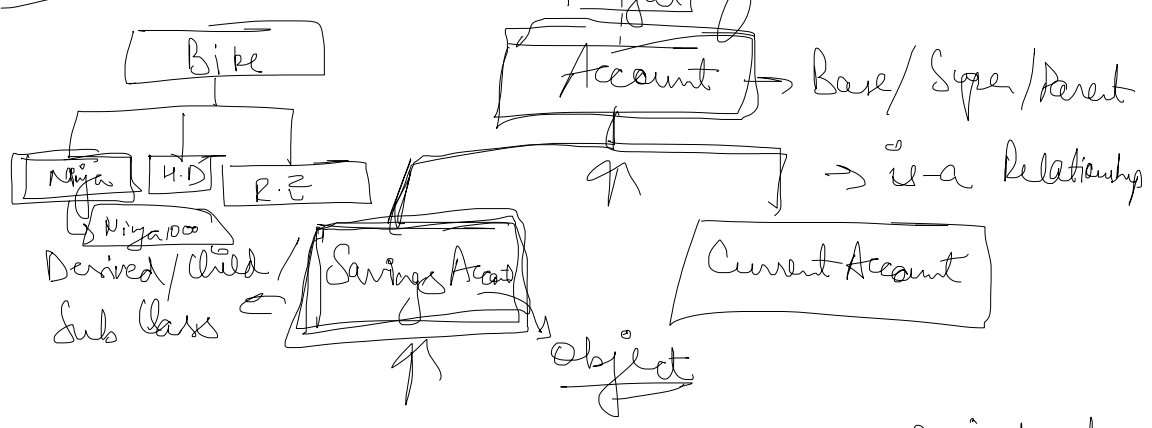 Bike
Account → Base/Super/Parent
→ is-a Relationship
Ninja
H.D
R.E
Ninja1000
Derived/Child/
Sub Class
Savings Account
Current Account
Object